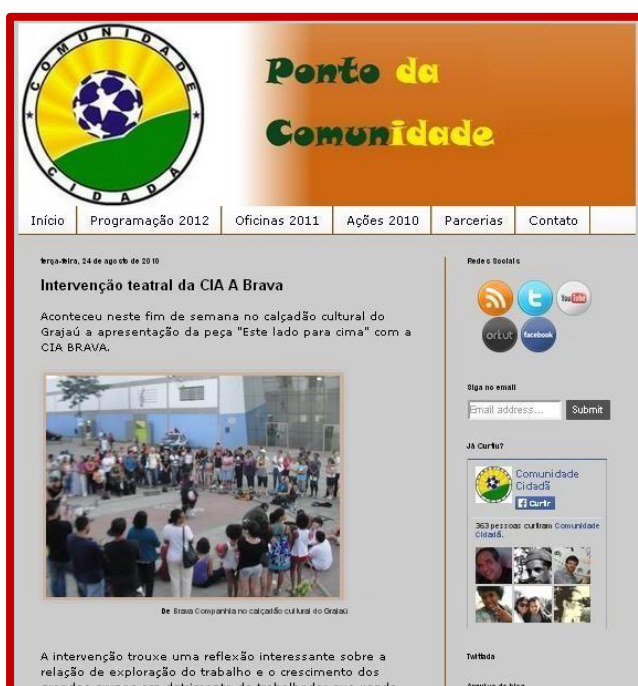 COMUNIDADE
CIDADÃ
Ponto da
Comunidade
Início Programação 2012 Oficinas 2011 Ações 2010 Parcerias Contato
terça-feira, 24 de agosto de 2010
Intervenção teatral da CIA A Brava
Aconteceu neste fim de semana no calçadão cultural do
Grajaú a apresentação da peça "Este lado para cima" com a
CIA BRAVA.
De Brava Companhia no calçadão cultural do Grajaú
A intervenção trouxe uma reflexão interessante sobre a
relação de exploração do trabalho e o crescimento dos
Redes Sociais
You Tube
orkut facebook
Siga no email
Email address... Submit
Já Curtiu?
Comunidade
Cidadã
Curtir
363 pessoas curtiram Comunidade
Cidadã.
Twittada
Arquivo do blog